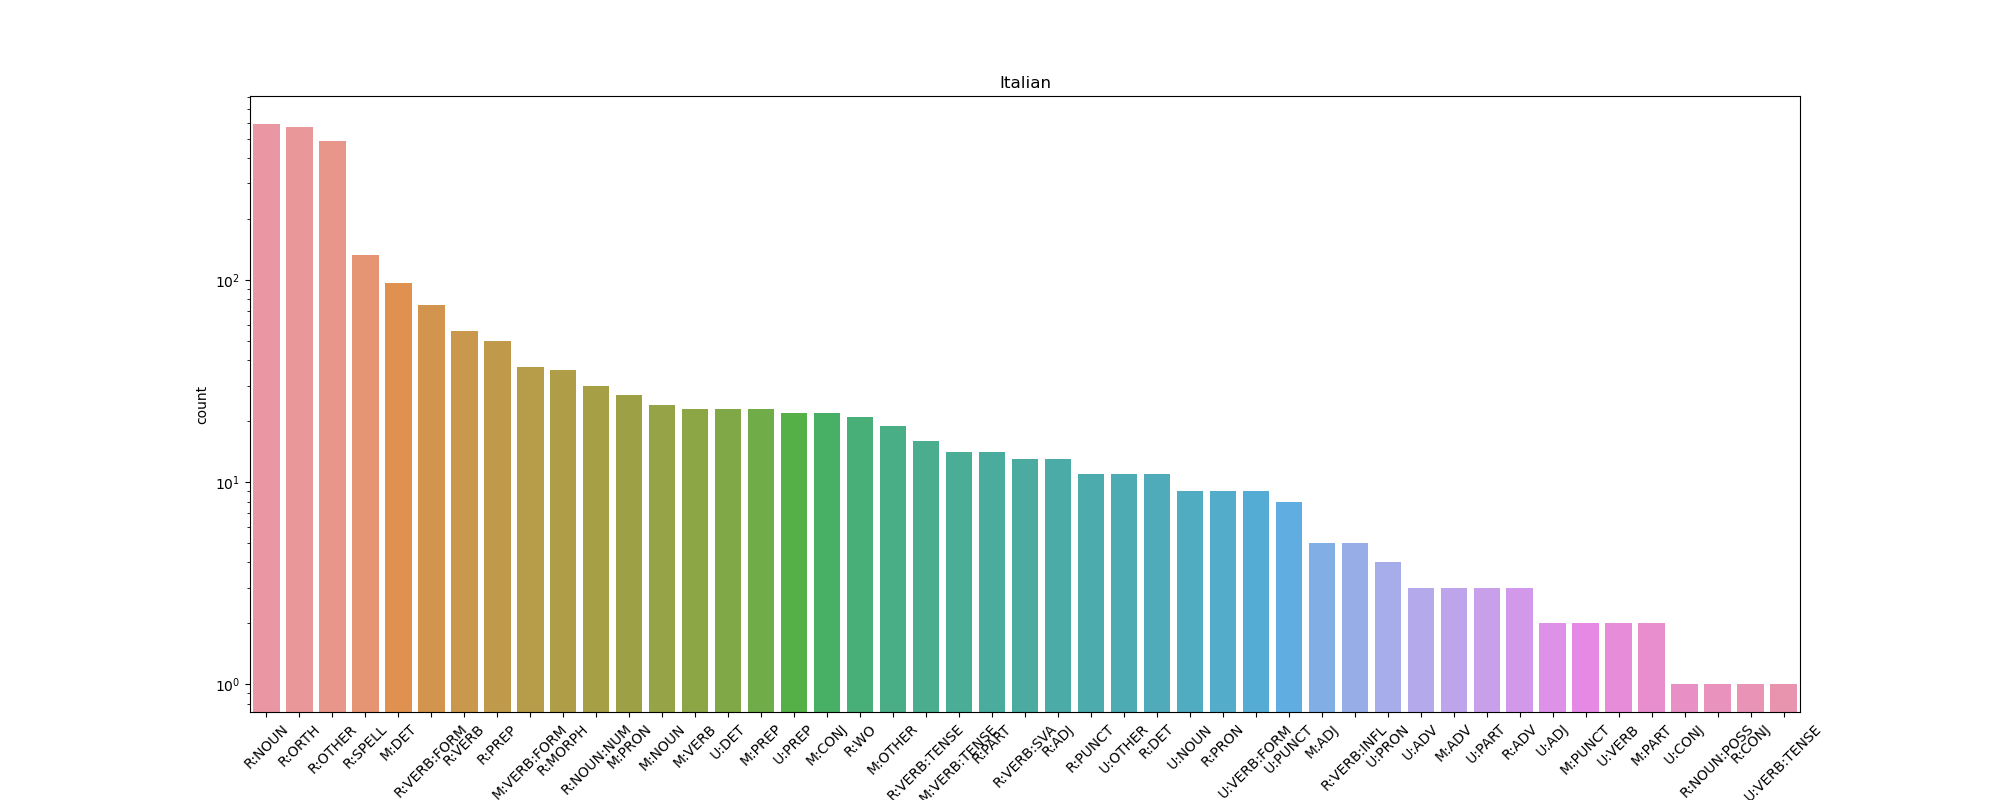 Italian
count
10²
10¹
10⁰
R:NOUN
R:ORTH
R:OTHER
R:SPELL
M:DET
R:VERB:FORM
R:VERB
R:PREP
M:VERB:FORM
R:MORPH
R:NOUN:NUM
M:PRON
M:NOUN
M:VERB
U:DET
M:PREP
U:PREP
M:CONJ
R:WO
M:OTHER
R:VERB:TENSE
M:VERB:TENSE
R:PART
R:VERB:SVA
R:ADJ
R:PUNCT
U:OTHER
R:DET
U:NOUN
R:PRON
U:VERB:FORM
U:PUNCT
M:ADJ
R:VERB:INFL
U:PRON
U:ADV
M:ADV
U:PART
R:ADV
U:ADJ
M:PUNCT
U:VERB
M:PART
U:CONJ
R:NOUN:POSS
R:CONJ
U:VERB:TENSE